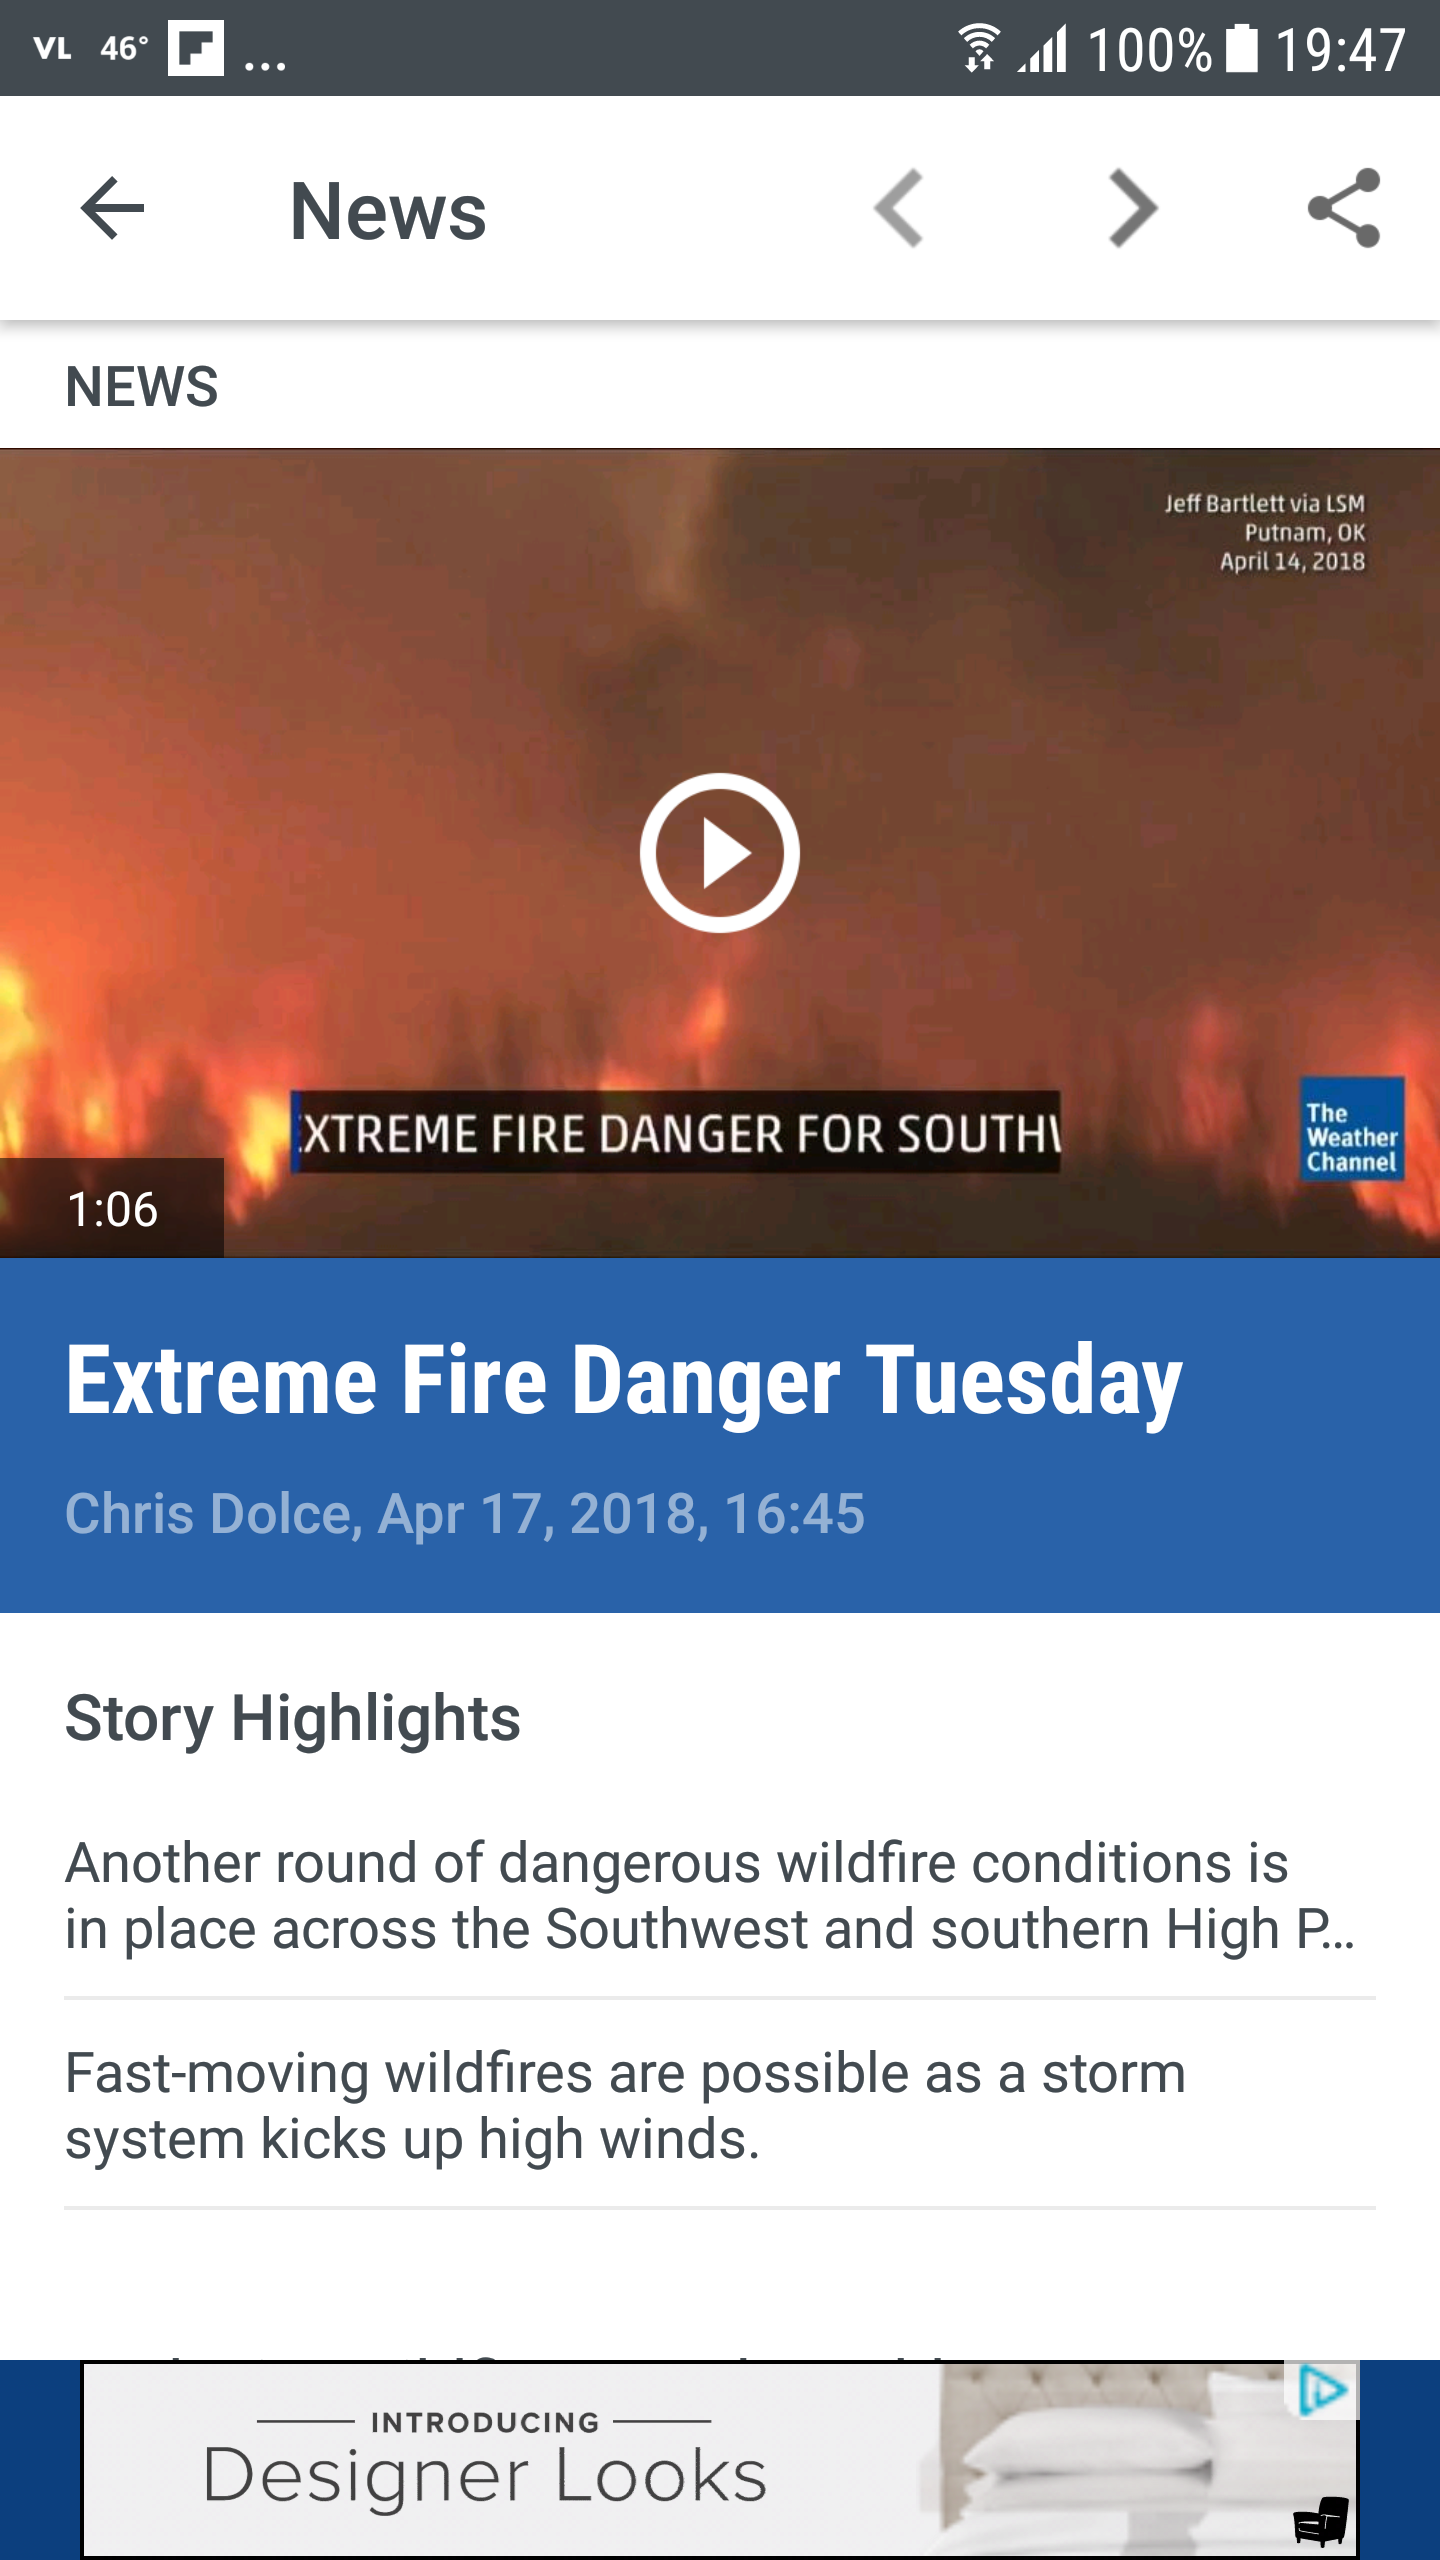 VL 46° ... 100% 19:47
News
NEWS
Jeff Bartlett via LSM
Putnam, OK
April 14, 2018
XTREME FIRE DANGER FOR SOUTH
The
Weather
Channel
1:06
Extreme Fire Danger Tuesday
Chris Dolce, Apr 17, 2018, 16:45
Story Highlights
Another round of dangerous wildfire conditions is
in place across the Southwest and southern High P...
Fast-moving wildfires are possible as a storm
system kicks up high winds.
INTRODUCING
Designer Looks